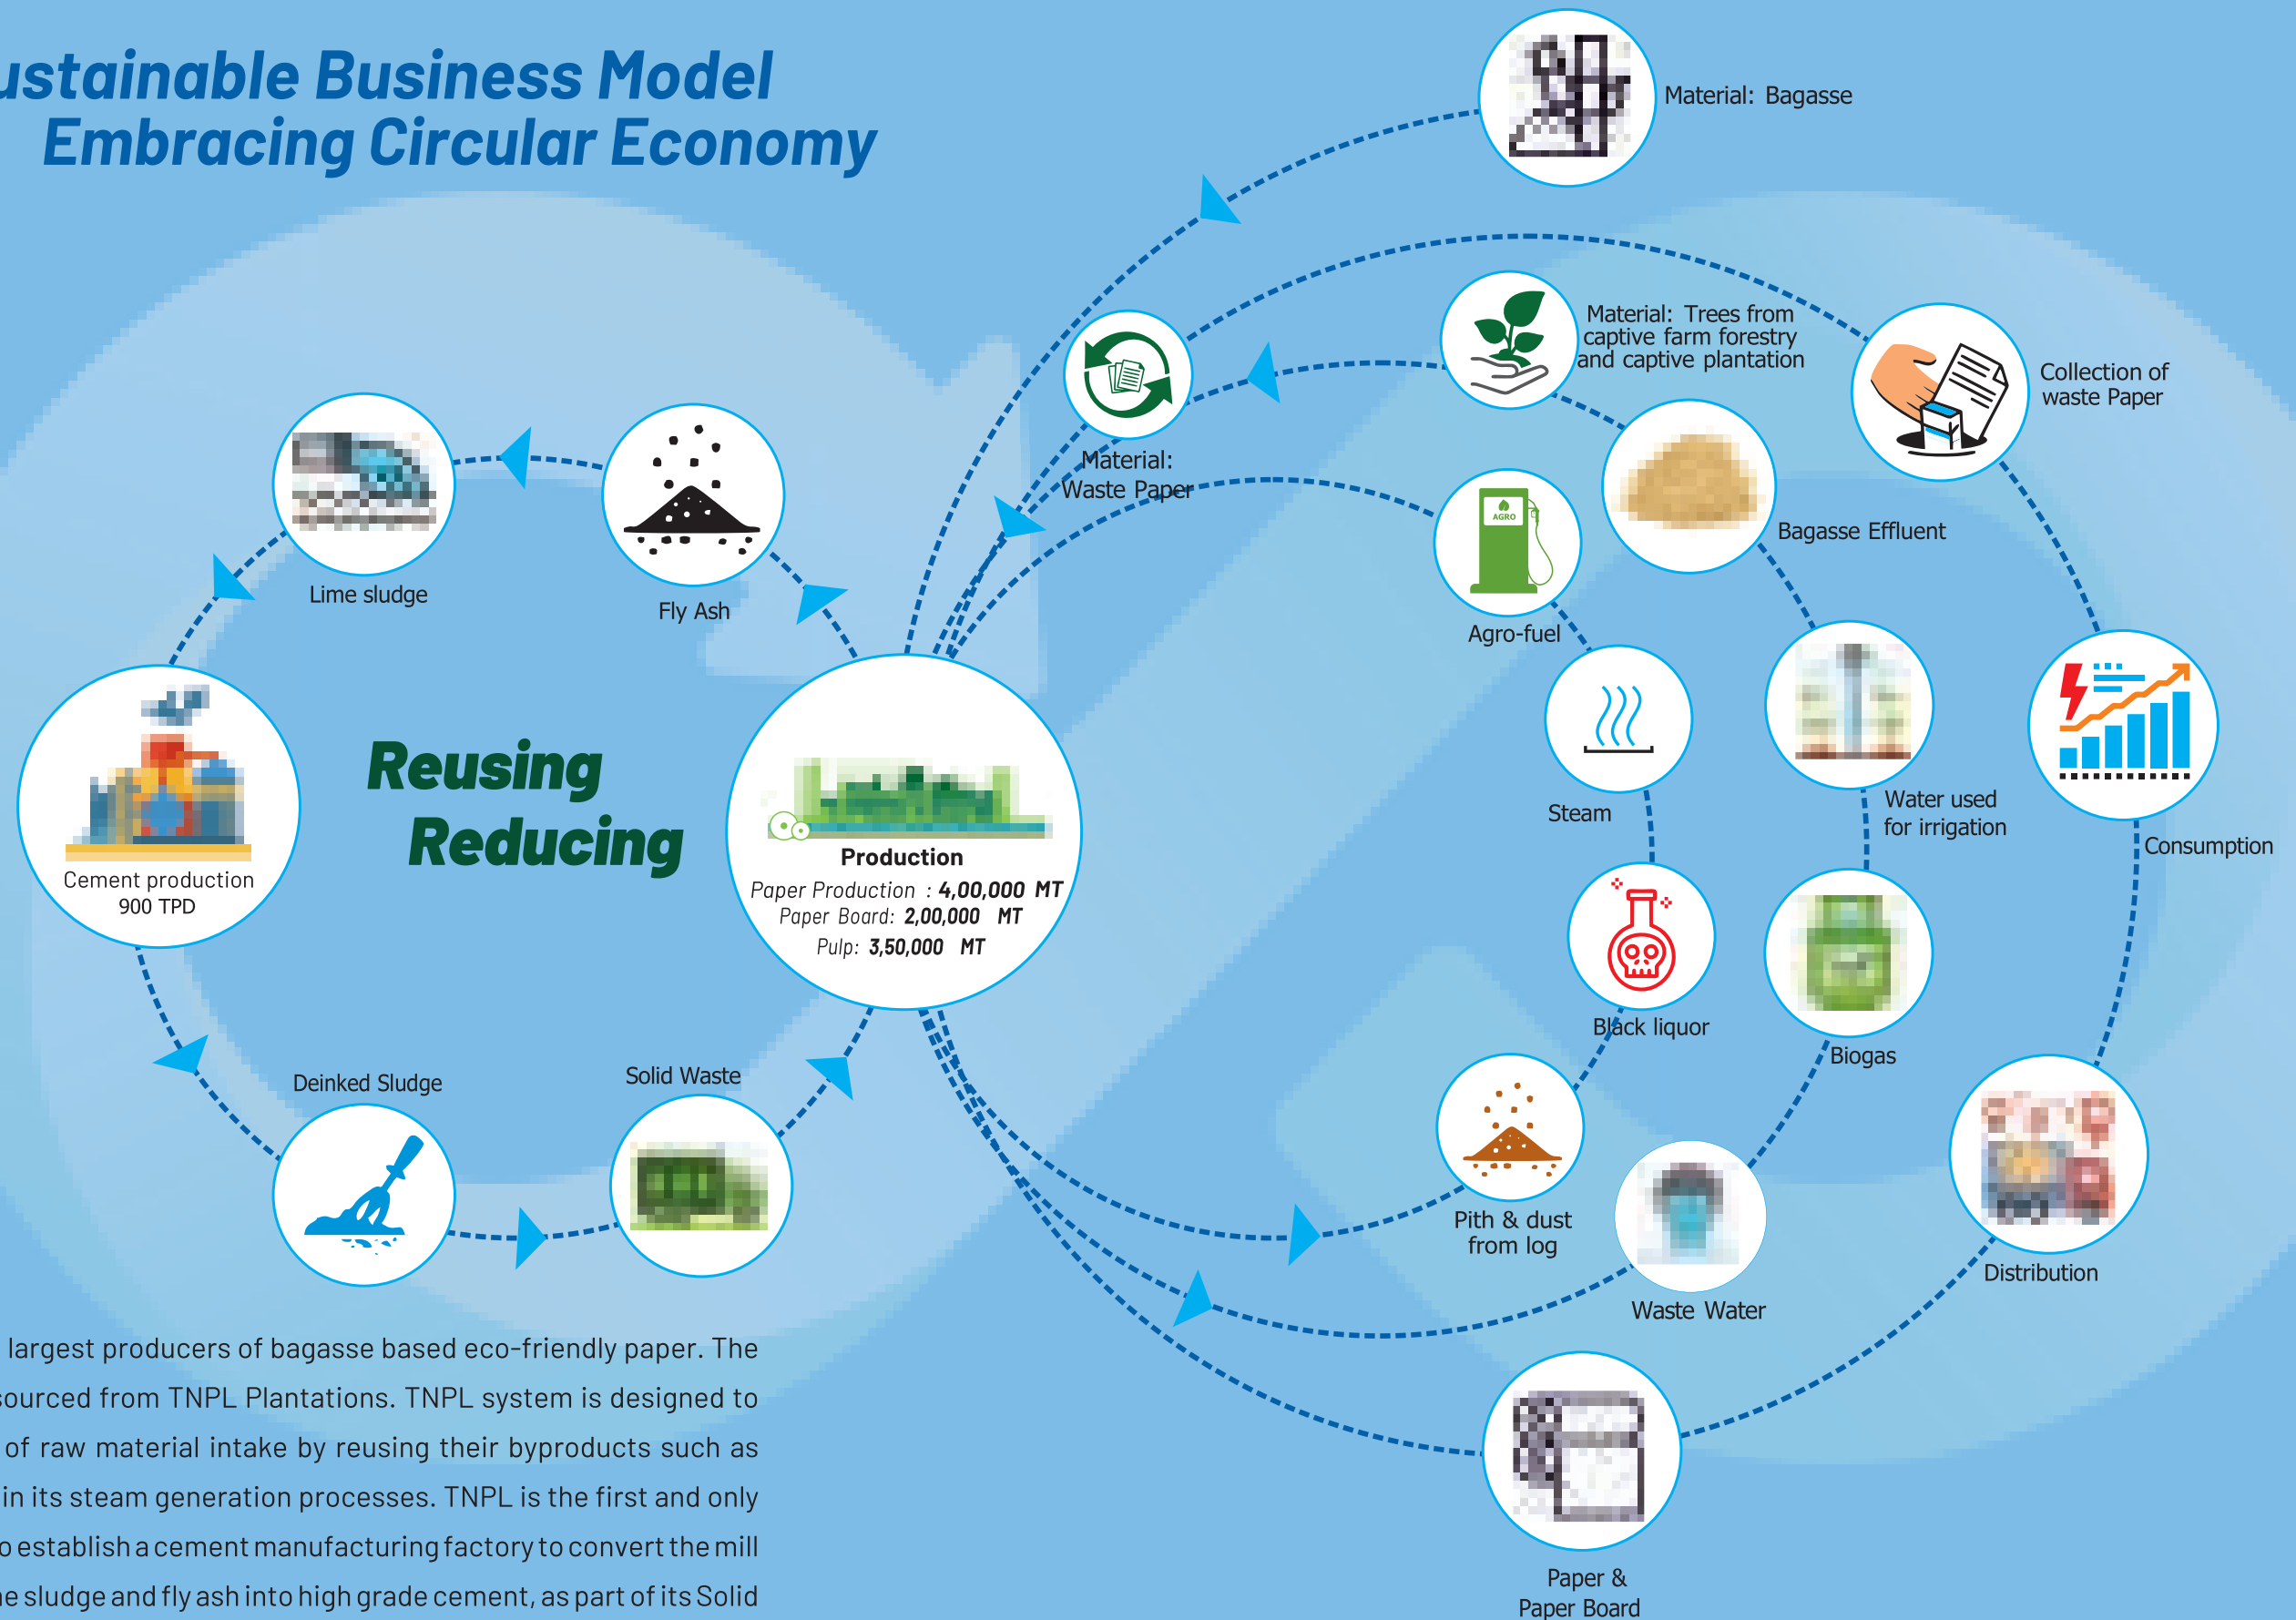 ustainable Business Model
Embracing Circular Economy
Material: Bagasse
Material: Trees from
captive farm forestry
and captive plantation
Collection of
waste Paper
Material:
Waste Paper
Bagasse Effluent
Lime sludge
Fly Ash
AGRO
Agro-fuel
Steam
Water used
for irrigation
Consumption
Reusing
Reducing
Cement production
900 TPD
Production
Paper Production : 4,00,000 MT
Paper Board: 2,00,000 MT
Pulp: 3,50,000 MT
Black liquor
Biogas
Deinked Sludge
Solid Waste
Pith & dust
from log
Waste Water
Distribution
Paper &
Paper Board
largest producers of bagasse based eco-friendly paper. The
sourced from TNPL Plantations. TNPL system is designed to
of raw material intake by reusing their byproducts such as
in its steam generation processes. TNPL is the first and only
o establish a cement manufacturing factory to convert the mill
e sludge and fly ash into high grade cement, as part of its Solid